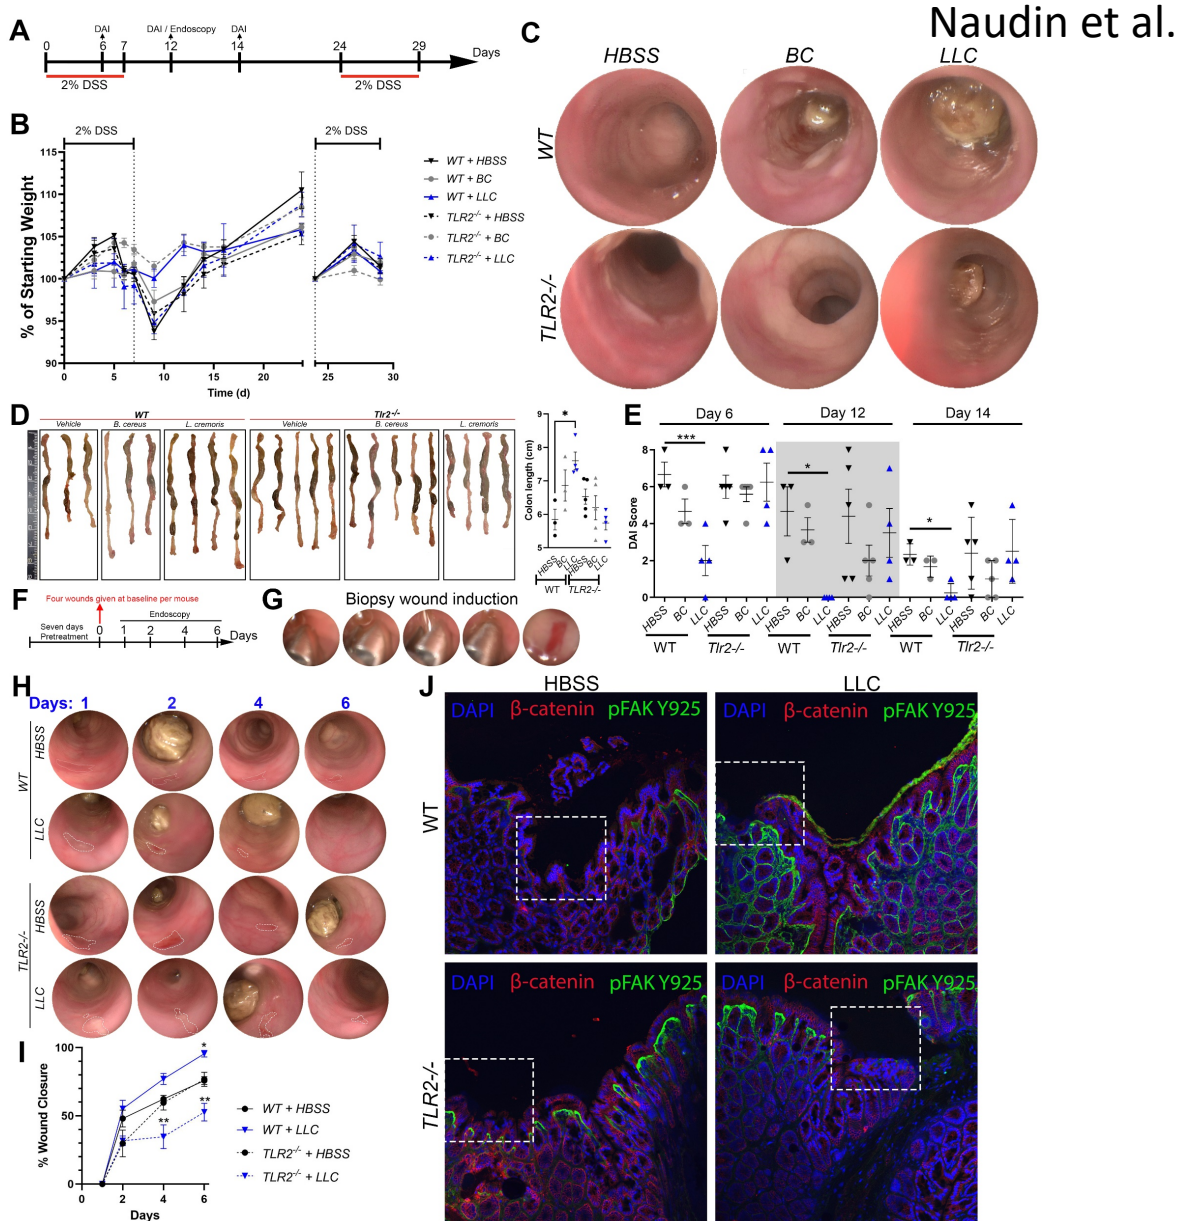 Naudin et al.
A
DAI DAI / Endoscopy DAI
0 6 7 12 14 24 29 Days
2% DSS 2% DSS
B
2% DSS 2% DSS
% of Starting Weight
115
110
105
100
95
90
0 5 10 15 20 25 30
Time (d)
WT + HBSS
WT + BC
WT + LLC
TLR2-/- + HBSS
TLR2-/- + BC
TLR2-/- + LLC
C
HBSS BC LLC
WT
TLR2-/-
D
WT Tlr2-/-
Vehicle B. cereus L. cremoris Vehicle B. cereus L. cremoris
Colon length (cm)
9
8
7
6
5
*
HBSS BC LLC HBSS BC LLC
WT TLR2-/-
E
Day 6 Day 12 Day 14
DAI Score
8
6
4
2
0
*** * *
HBSS BC LLC HBSS BC LLC HBSS BC LLC HBSS BC LLC HBSS BC LLC HBSS BC LLC
WT Tlr2-/- WT Tlr2-/- WT Tlr2-/-
F
Four wounds given at baseline per mouse
Endoscopy
Seven days
Pretreatment
0 1 2 4 6 Days
G
Biopsy wound induction
H
Days: 1 2 4 6
WT
HBSS
LLC
TLR2-/-
HBSS
LLC
I
% Wound Closure
100
50
0
0 2 4 6
Days
*
**
**
WT + HBSS
WT + LLC
TLR2-/- + HBSS
TLR2-/- + LLC
J
HBSS LLC
WT
TLR2-/-
DAPI β-catenin pFAK Y925
DAPI β-catenin pFAK Y925
DAPI β-catenin pFAK Y925
DAPI β-catenin pFAK Y925